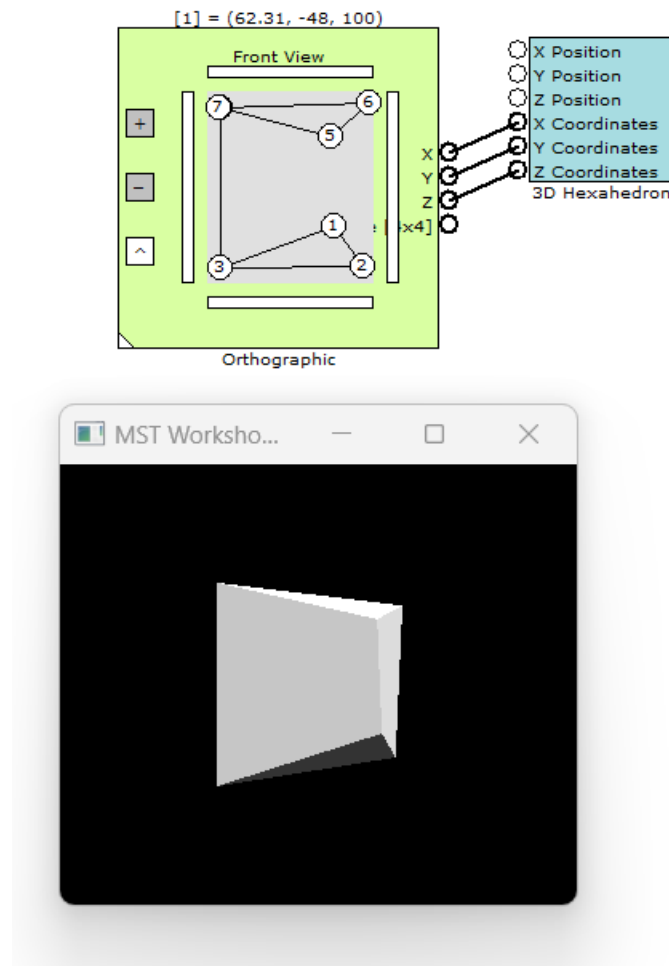 [1] = (62.31, -48, 100)
Front View
7
6
5
+
–
^
1
3
2
X
Y
Z
[4x4]
Orthographic
X Position
Y Position
Z Position
X Coordinates
Y Coordinates
Z Coordinates
3D Hexahedron
MST Worksho...